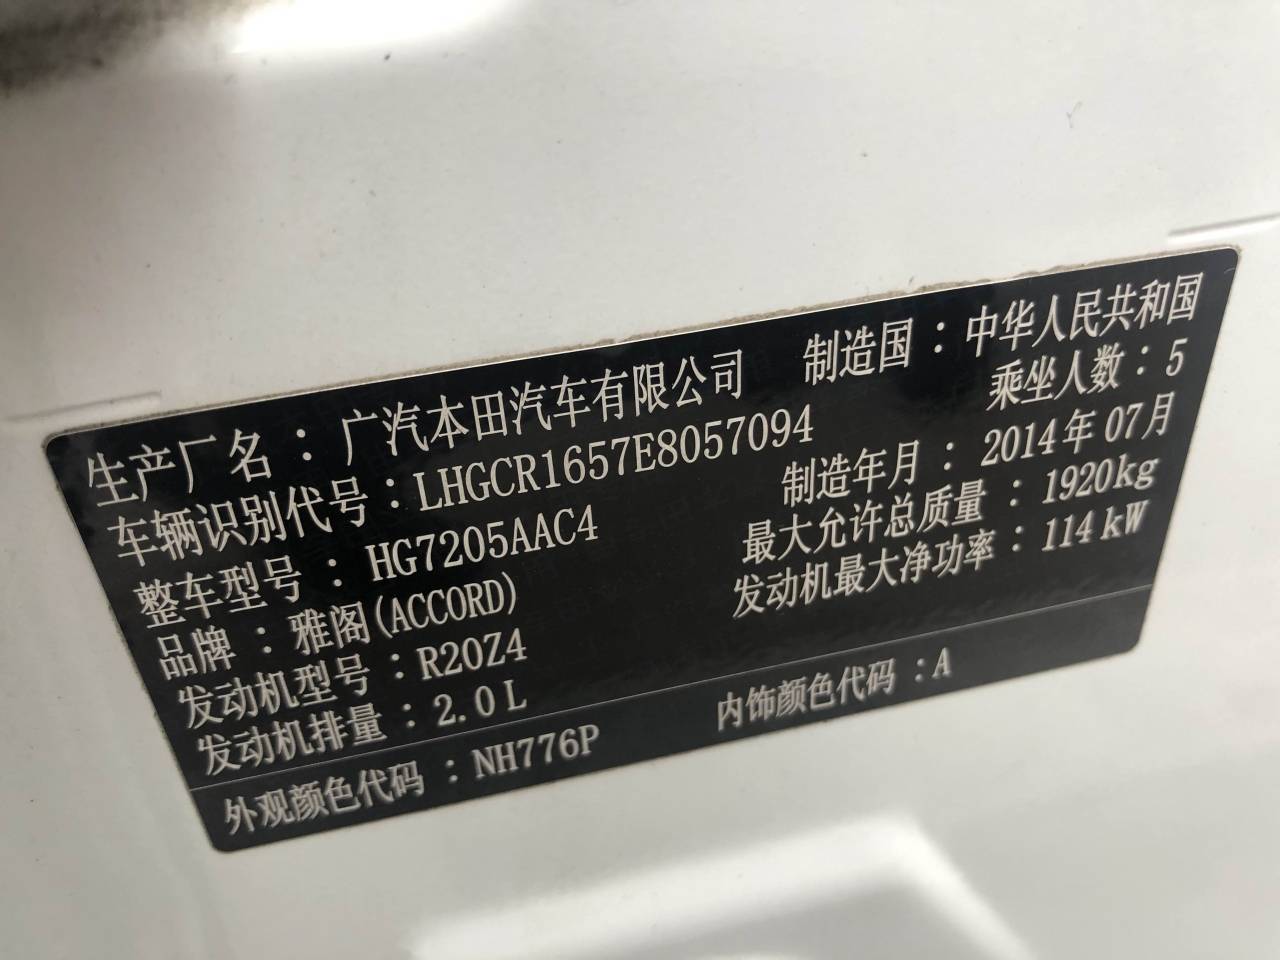 生产厂名：广汽本田汽车有限公司 制造国：中华人民共和国
车辆识别代号：LHGCR1657E8057094 乘坐人数：5
整车型号：HG7205AAC4 制造年月：2014年07月
品牌：雅阁(ACCORD) 最大允许总质量：1920kg
发动机型号：R20Z4 发动机最大净功率：114kW
发动机排量：2.0L
外观颜色代码：NH776P 内饰颜色代码：A